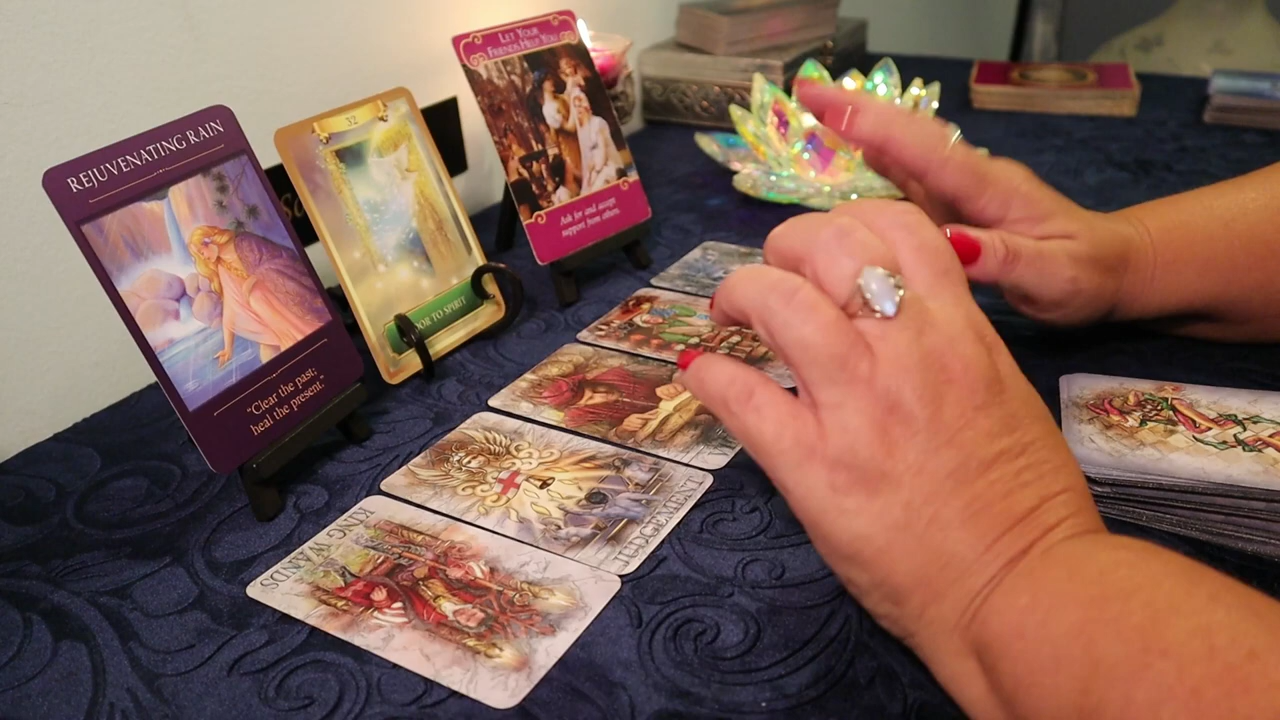 REJUVENATING RAIN
"Clear the past;
heal the present."
32
OOR TO SPIRIT
LET YOUR
FRIENDS HELP YOU
Ask for and accept
support from others.
JUDGEMENT
KING WANDS